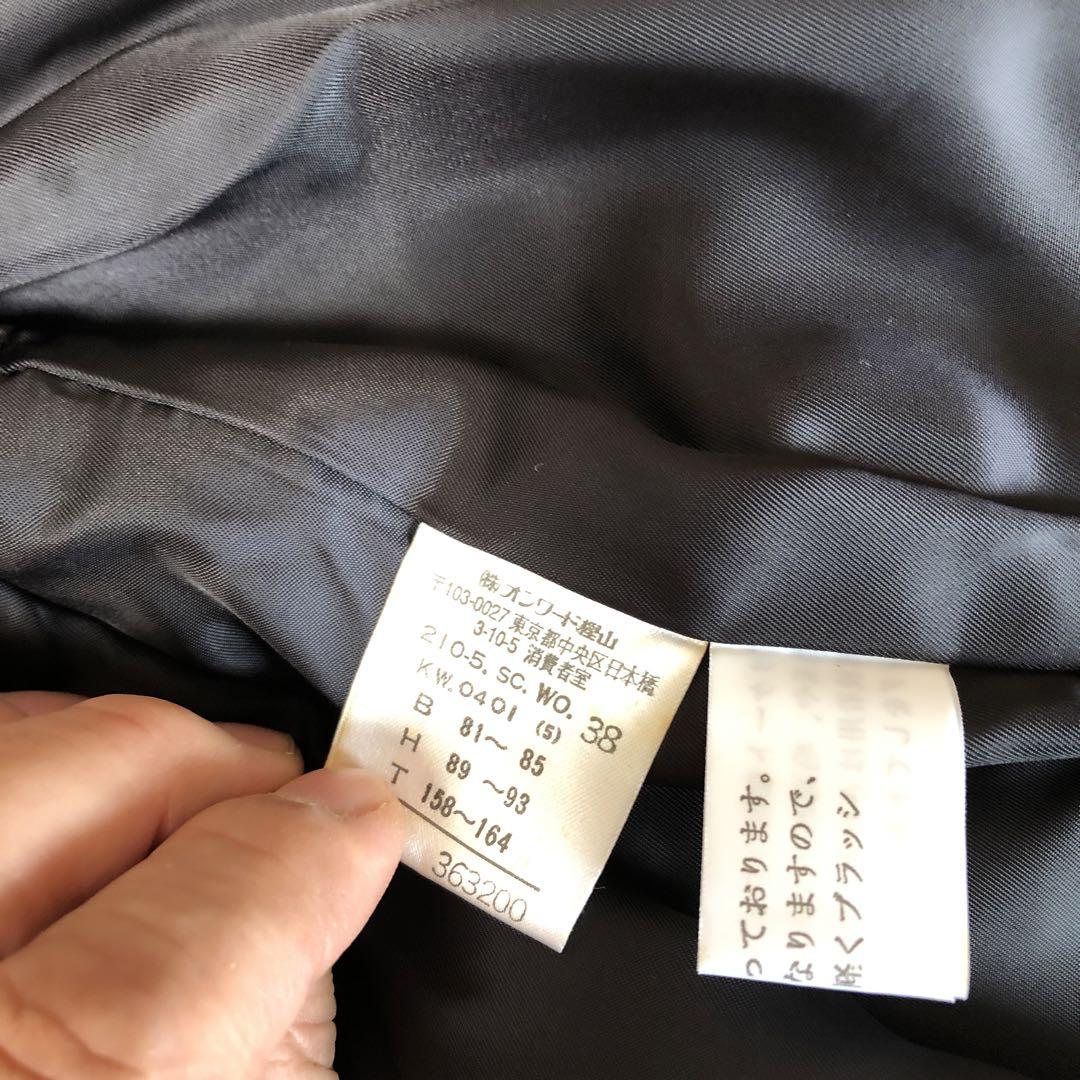 ㈱オンワード樫山
〒103-0027 東京都中央区日本橋
3-10-5 消費者室
210-5. SC. WO. 38
KW. 0401 (5)
B 81～ 85
H 89 ～93
T 158～164
363200
除くブラッシ
なりますので、
っております。